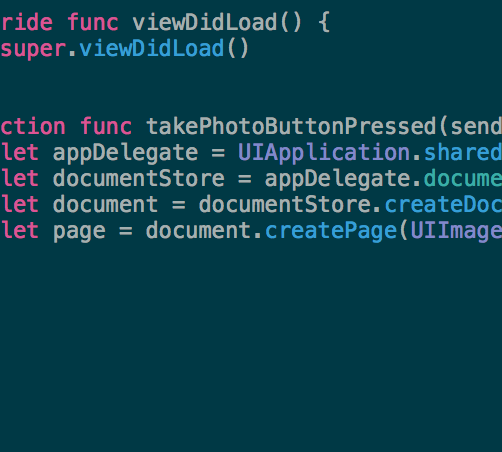 ride func viewDidLoad() {
super.viewDidLoad()
ction func takePhotoButtonPressed(send
let appDelegate = UIApplication.shared
let documentStore = appDelegate.docume
let document = documentStore.createDoc
let page = document.createPage(UIImage